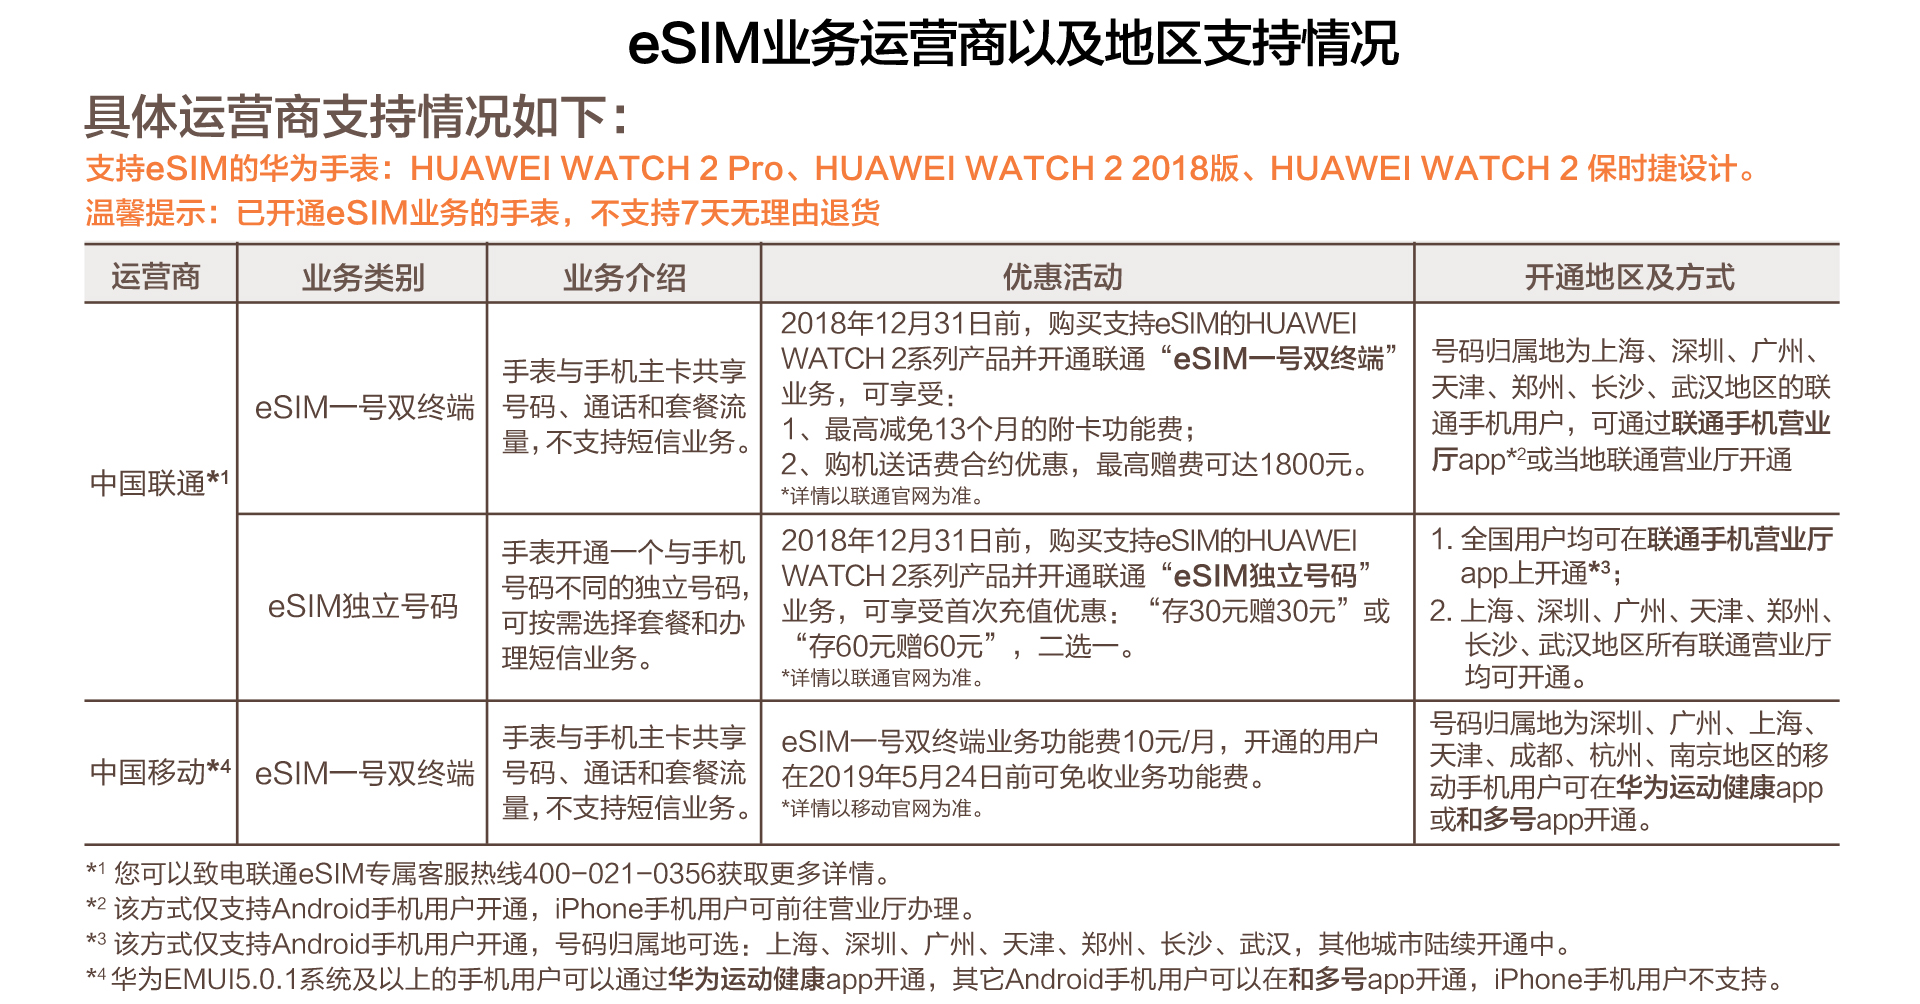 eSIM业务运营商以及地区支持情况
具体运营商支持情况如下：
支持eSIM的华为手表：HUAWEI WATCH 2 Pro、HUAWEI WATCH 2 2018版、HUAWEI WATCH 2 保时捷设计。
温馨提示：已开通eSIM业务的手表，不支持7天无理由退货
运营商
业务类别
业务介绍
优惠活动
开通地区及方式
中国联通*1
eSIM一号双终端
手表与手机主卡共享
号码、通话和套餐流
量，不支持短信业务。
2018年12月31日前，购买支持eSIM的HUAWEI
WATCH 2系列产品并开通联通“eSIM一号双终端”
业务，可享受：
1、最高减免13个月的附卡功能费；
2、购机送话费合约优惠，最高赠费可达1800元。
*详情以联通官网为准。
号码归属地为上海、深圳、广州、
天津、郑州、长沙、武汉地区的联
通手机用户，可通过联通手机营业
厅app*2或当地联通营业厅开通
eSIM独立号码
手表开通一个与手机
号码不同的独立号码，
可按需选择套餐和办
理短信业务。
2018年12月31日前，购买支持eSIM的HUAWEI
WATCH 2系列产品并开通联通“eSIM独立号码”
业务，可享受首次充值优惠：“存30元赠30元”或
“存60元赠60元”，二选一。
*详情以联通官网为准。
1. 全国用户均可在联通手机营业厅
app上开通*3；
2. 上海、深圳、广州、天津、郑州、
长沙、武汉地区所有联通营业厅
均可开通。
中国移动*4
eSIM一号双终端
手表与手机主卡共享
号码、通话和套餐流
量，不支持短信业务。
eSIM一号双终端业务功能费10元/月，开通的用户
在2019年5月24日前可免收业务功能费。
*详情以移动官网为准。
号码归属地为深圳、广州、上海、
天津、成都、杭州、南京地区的移
动手机用户可在华为运动健康app
或和多号app开通。
*1 您可以致电联通eSIM专属客服热线400-021-0356获取更多详情。
*2 该方式仅支持Android手机用户开通，iPhone手机用户可前往营业厅办理。
*3 该方式仅支持Android手机用户开通，号码归属地可选：上海、深圳、广州、天津、郑州、长沙、武汉，其他城市陆续开通中。
*4 华为EMUI5.0.1系统及以上的手机用户可以通过华为运动健康app开通，其它Android手机用户可以在和多号app开通，iPhone手机用户不支持。